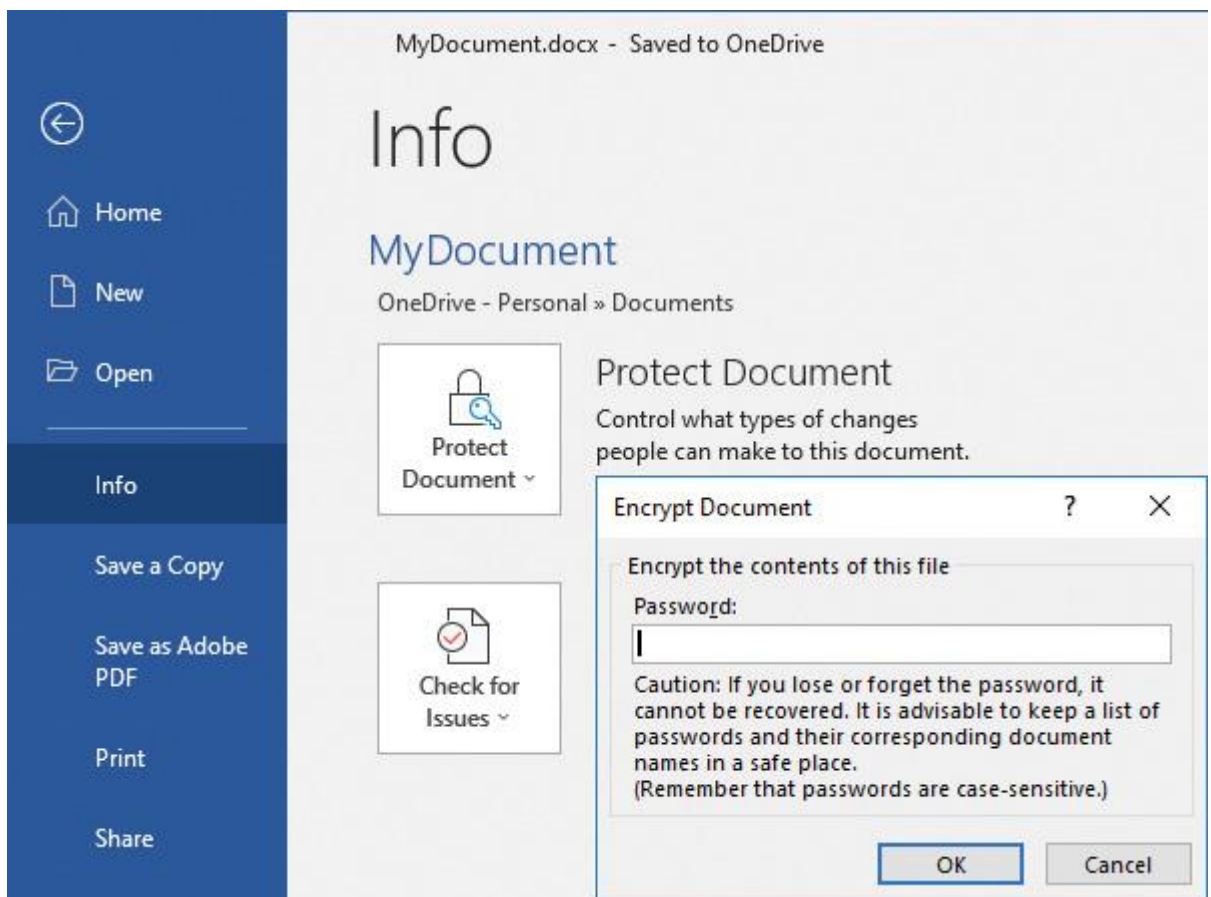 MyDocument.docx - Saved to OneDrive
Info
Home
New
Open
Info
Save a Copy
Save as Adobe
PDF
Print
Share
MyDocument
OneDrive - Personal » Documents
Protect
Document
Protect Document
Control what types of changes
people can make to this document.
Check for
Issues
Encrypt Document
?
Encrypt the contents of this file
Password:
Caution: If you lose or forget the password, it
cannot be recovered. It is advisable to keep a list of
passwords and their corresponding document
names in a safe place.
(Remember that passwords are case-sensitive.)
OK
Cancel